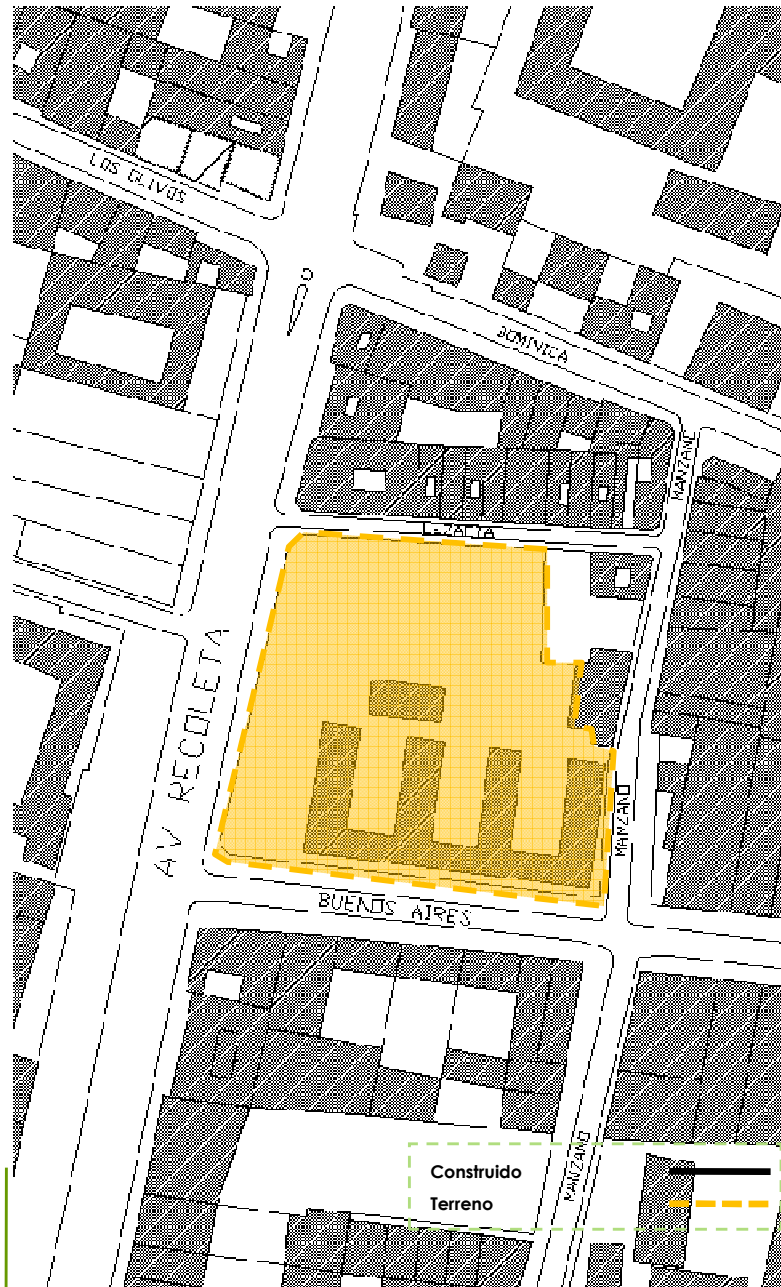 LOS OLIVOS
DOMINICA
MANZANO
AV RECOLETA
MANZANO
BUENOS AIRES
MANZANO
Construido
Terreno